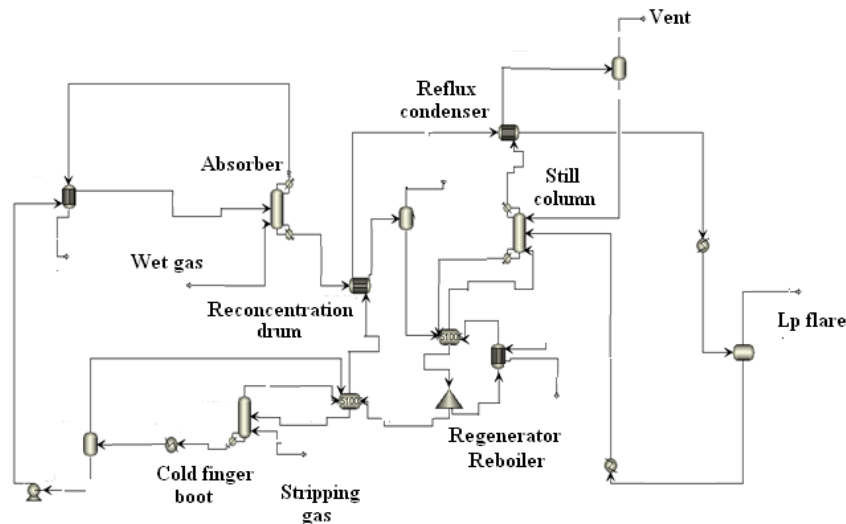 Vent
Reflux
condenser
Absorber
Still
column
Wet gas
Reconcentration
drum
Lp flare
Regenerator
Reboiler
Cold finger
boot
Stripping
gas